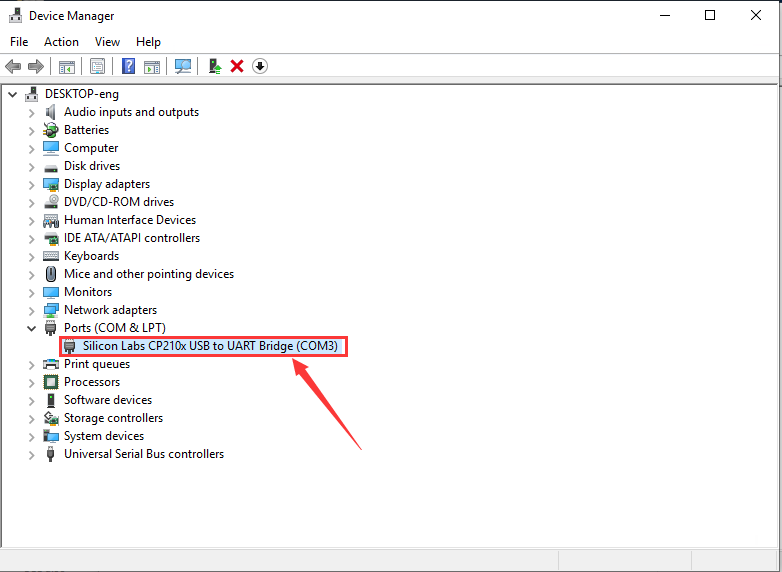 Device Manager
File Action View Help
DESKTOP-eng
Audio inputs and outputs
Batteries
Computer
Disk drives
Display adapters
DVD/CD-ROM drives
Human Interface Devices
IDE ATA/ATAPI controllers
Keyboards
Mice and other pointing devices
Monitors
Network adapters
Ports (COM & LPT)
Silicon Labs CP210x USB to UART Bridge (COM3)
Print queues
Processors
Software devices
Storage controllers
System devices
Universal Serial Bus controllers